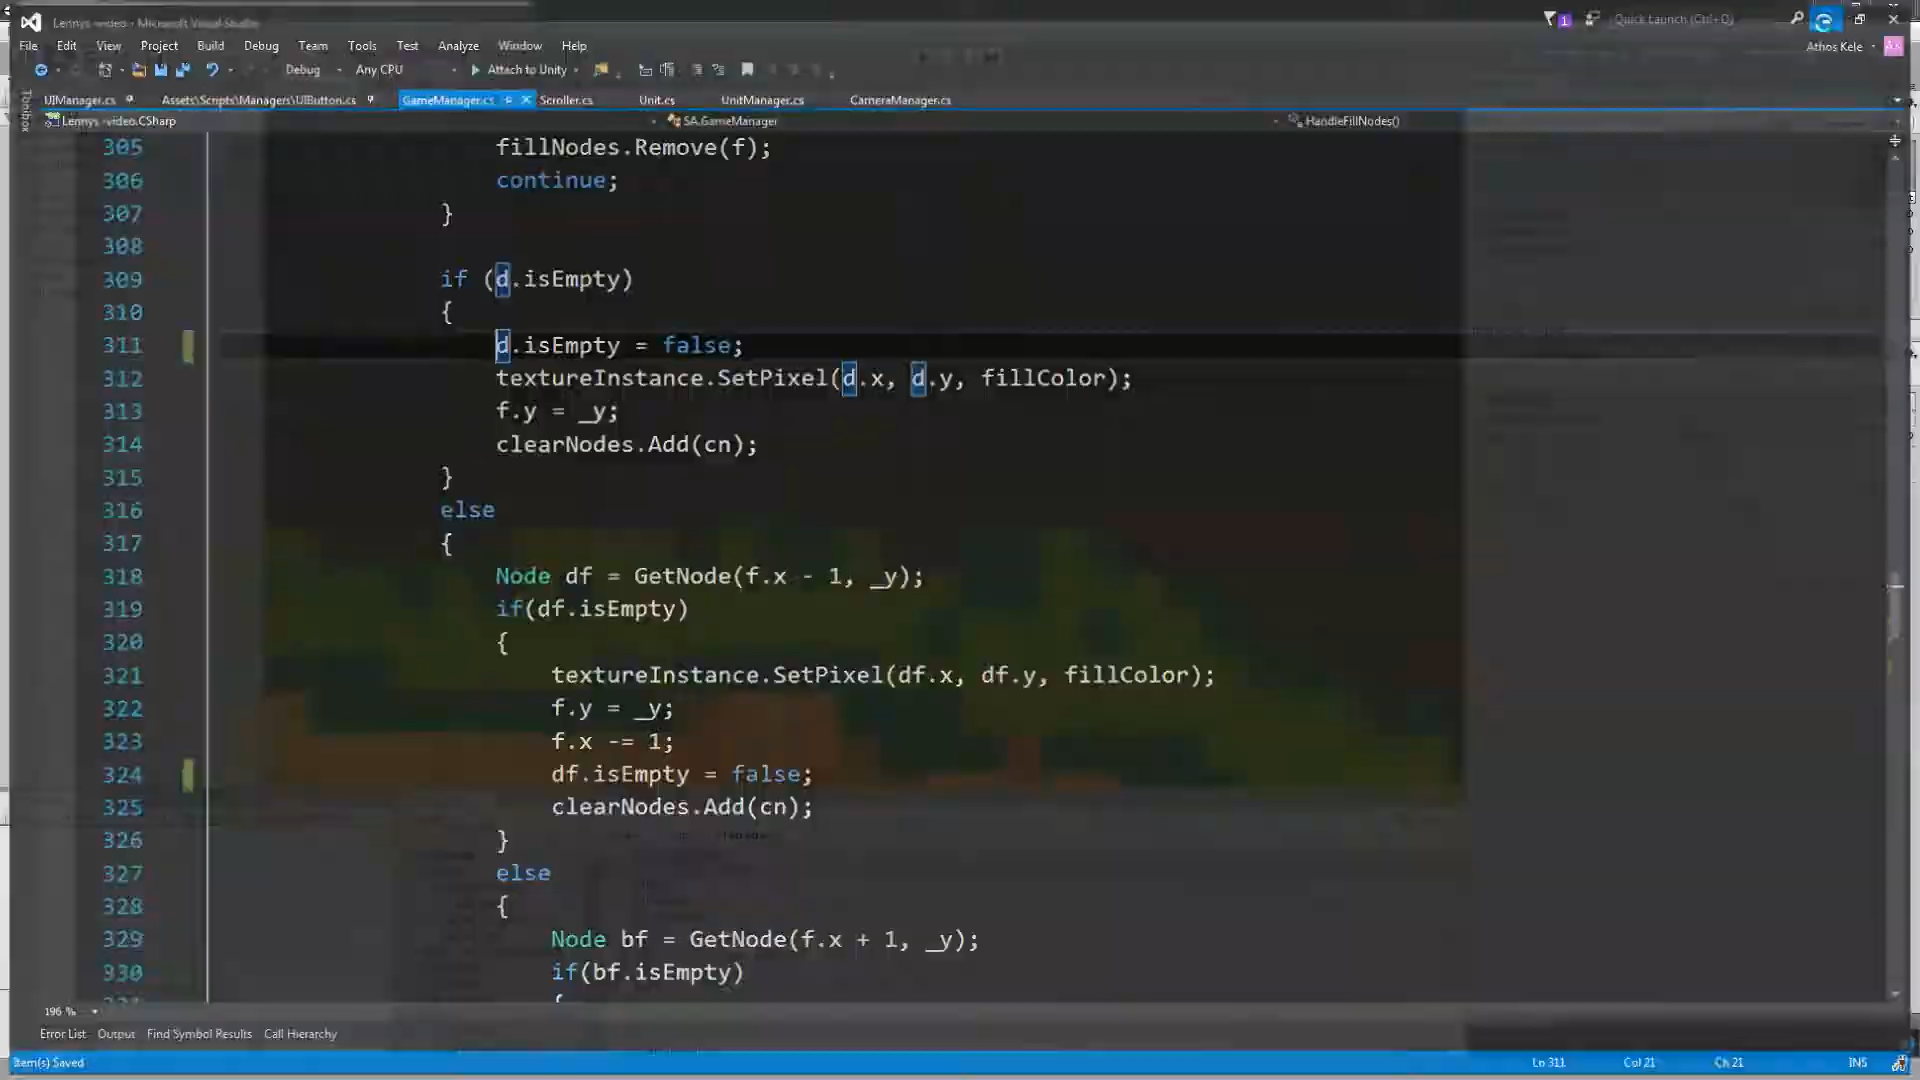 Lennys -video - Microsoft Visual Studio
1
Quick Launch (Ctrl+Q)
File Edit View Project Build Debug Team Tools Test Analyze Window Help
Athos Kele
Debug Any CPU Attach to Unity
Toolbox
UIManager.cs Assets\Scripts\Managers\UIButton.cs GameManager.cs Scroller.cs Unit.cs UnitManager.cs CameraManager.cs
Lennys -video.CSharp SA.GameManager HandleFillNodes()
305 fillNodes.Remove(f);
306 continue;
307 }
308
309 if (d.isEmpty)
310 {
311 d.isEmpty = false;
312 textureInstance.SetPixel(d.x, d.y, fillColor);
313 f.y = _y;
314 clearNodes.Add(cn);
315 }
316 else
317 {
318 Node df = GetNode(f.x - 1, _y);
319 if(df.isEmpty)
320 {
321 textureInstance.SetPixel(df.x, df.y, fillColor);
322 f.y = _y;
323 f.x -= 1;
324 df.isEmpty = false;
325 clearNodes.Add(cn);
326 }
327 else
328 {
329 Node bf = GetNode(f.x + 1, _y);
330 if(bf.isEmpty)
{
196 %
Error List Output Find Symbol Results Call Hierarchy
Item(s) Saved Ln 311 Col 21 Ch 21 INS